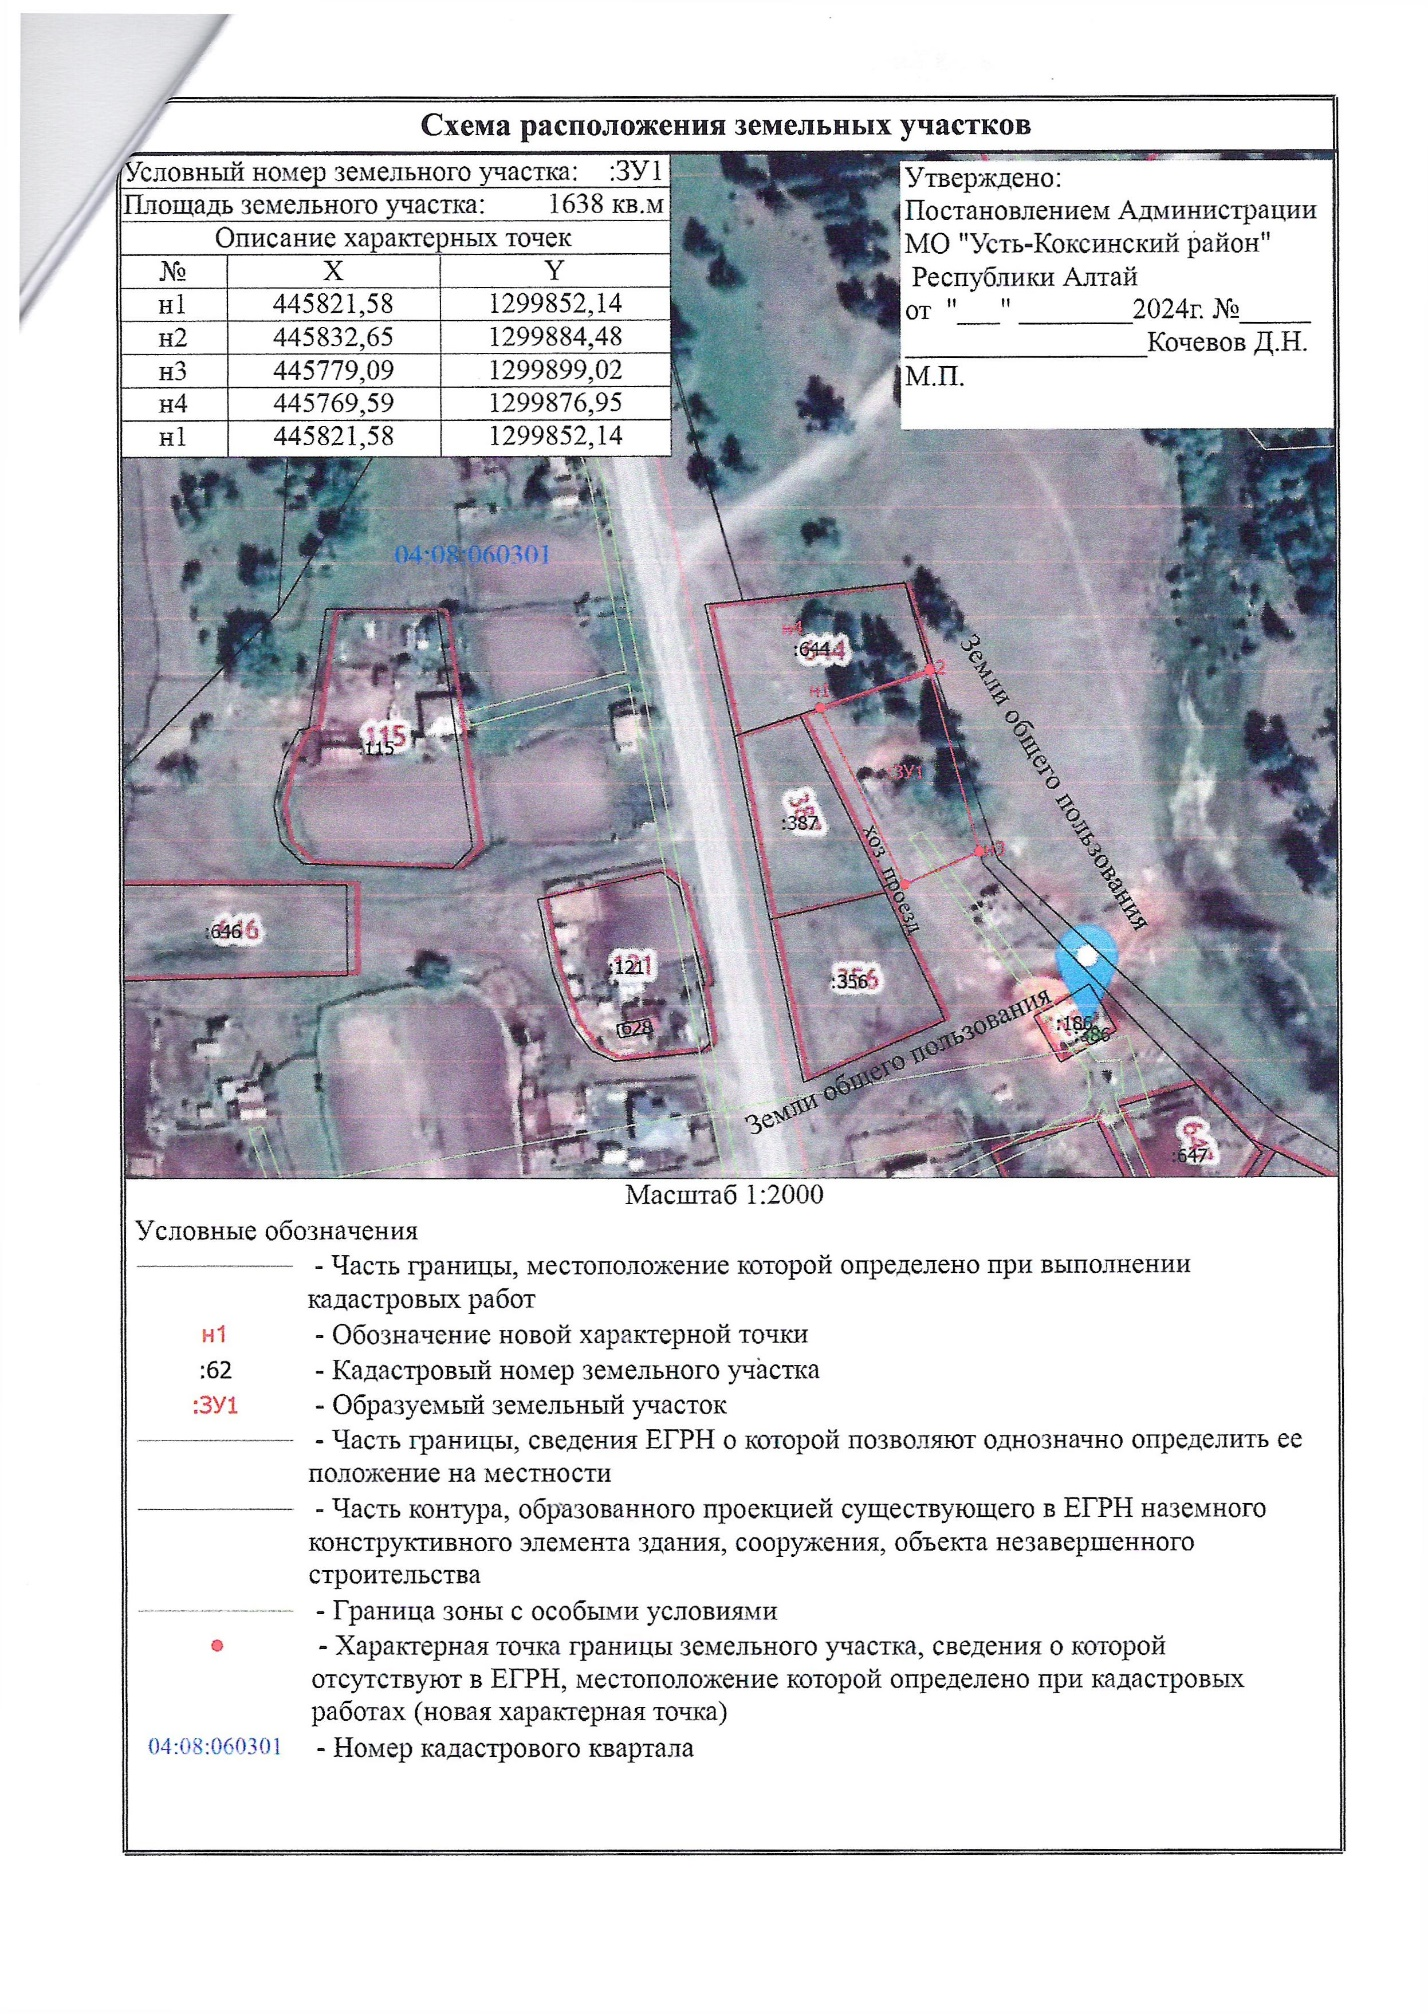 Схема расположения земельных участков
Условный номер земельного участка: :ЗУ1
Площадь земельного участка: 1638 кв.м
Описание характерных точек
№ X Y
н1 445821,58 1299852,14
н2 445832,65 1299884,48
н3 445779,09 1299899,02
н4 445769,59 1299876,95
н1 445821,58 1299852,14
Утверждено:
Постановлением Администрации
МО "Усть-Коксинский район"
Республики Алтай
от "___" ________2024г. №_____
_________________Кочевов Д.Н.
М.П.
04:08:060301
н4
:644
н1
Земли общего пользования
115
:115
:ЗУ1
387
:387
хоз. проезд
646
:646
121
:121
628
356
:356
Земли общего пользования
:186
647
:647
Масштаб 1:2000
Условные обозначения
- Часть границы, местоположение которой определено при выполнении
кадастровых работ
н1 - Обозначение новой характерной точки
:62 - Кадастровый номер земельного участка
:ЗУ1 - Образуемый земельный участок
- Часть границы, сведения ЕГРН о которой позволяют однозначно определить ее
положение на местности
- Часть контура, образованного проекцией существующего в ЕГРН наземного
конструктивного элемента здания, сооружения, объекта незавершенного
строительства
- Граница зоны с особыми условиями
- Характерная точка границы земельного участка, сведения о которой
отсутствуют в ЕГРН, местоположение которой определено при кадастровых
работах (новая характерная точка)
04:08:060301 - Номер кадастрового квартала